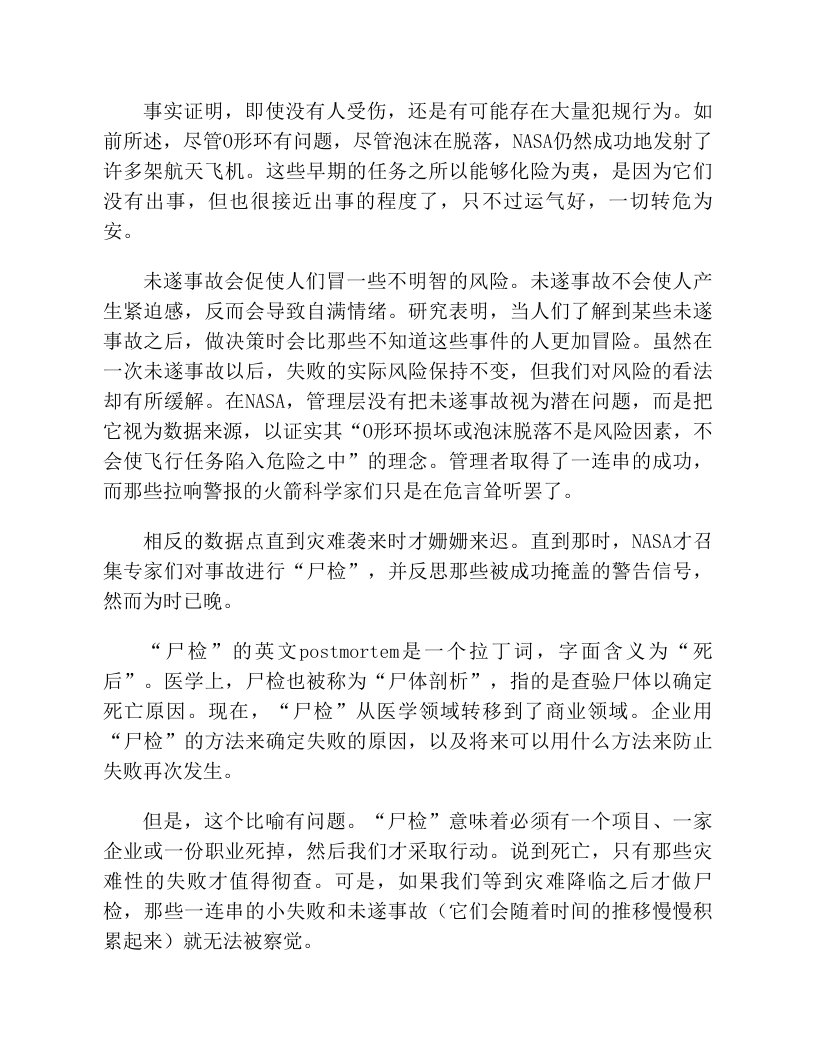 事实证明，即使没有人受伤，还是有可能存在大量犯规行为。如
前所述，尽管O形环有问题，尽管泡沫在脱落，NASA仍然成功地发射了
许多架航天飞机。这些早期的任务之所以能够化险为夷，是因为它们
没有出事，但也很接近出事的程度了，只不过运气好，一切转危为
安。
未遂事故会促使人们冒一些不明智的风险。未遂事故不会使人产
生紧迫感，反而会导致自满情绪。研究表明，当人们了解到某些未遂
事故之后，做决策时会比那些不知道这些事件的人更加冒险。虽然在
一次未遂事故以后，失败的实际风险保持不变，但我们对风险的看法
却有所缓解。在NASA，管理层没有把未遂事故视为潜在问题，而是把
它视为数据来源，以证实其“O形环损坏或泡沫脱落不是风险因素，不
会使飞行任务陷入危险之中”的理念。管理者取得了一连串的成功，
而那些拉响警报的火箭科学家们只是在危言耸听罢了。
相反的数据点直到灾难袭来时才姗姗来迟。直到那时，NASA才召
集专家们对事故进行“尸检”，并反思那些被成功掩盖的警告信号，
然而为时已晚。
“尸检”的英文postmortem是一个拉丁词，字面含义为“死
后”。医学上，尸检也被称为“尸体剖析”，指的是查验尸体以确定
死亡原因。现在，“尸检”从医学领域转移到了商业领域。企业用
“尸检”的方法来确定失败的原因，以及将来可以用什么方法来防止
失败再次发生。
但是，这个比喻有问题。“尸检”意味着必须有一个项目、一家
企业或一份职业死掉，然后我们才采取行动。说到死亡，只有那些灾
难性的失败才值得彻查。可是，如果我们等到灾难降临之后才做尸
检，那些一连串的小失败和未遂事故（它们会随着时间的推移慢慢积
累起来）就无法被察觉。